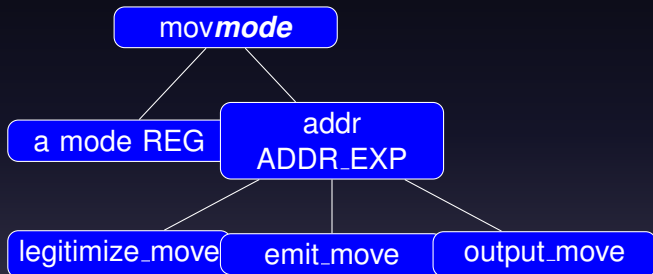 movmode
a mode REG
addr
ADDR_EXP
legitimize_move
emit_move
output_move